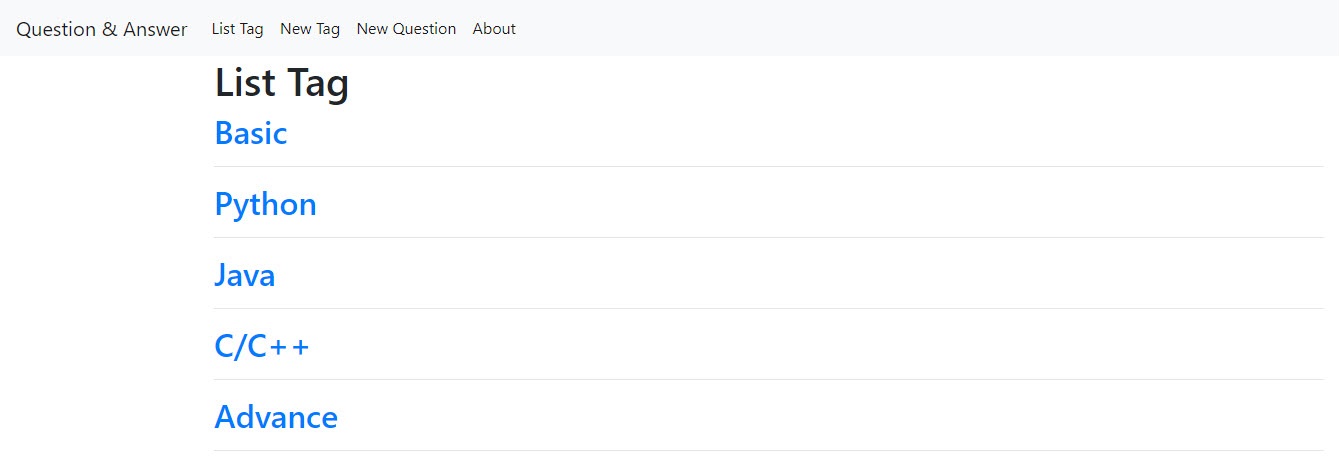 Question & Answer List Tag New Tag New Question About
List Tag
Basic
Python
Java
C/C++
Advance